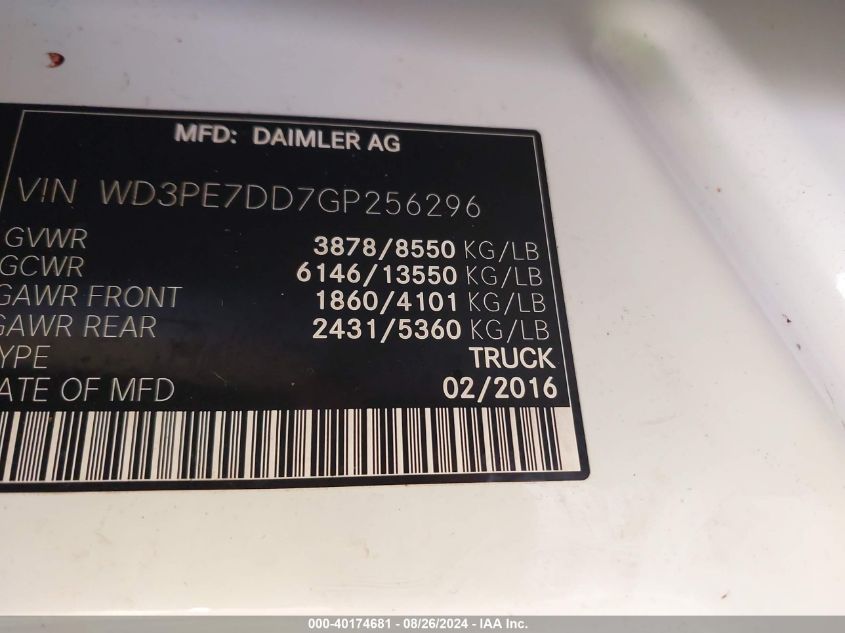 MFD: DAIMLER AG
VIN WD3PE7DD7GP256296
GVWR 3878/8550 KG/LB
GCWR 6146/13550 KG/LB
GAWR FRONT 1860/4101 KG/LB
GAWR REAR 2431/5360 KG/LB
YPE TRUCK
ATE OF MFD 02/2016
000-40174681 - 08/26/2024 - IAA Inc.